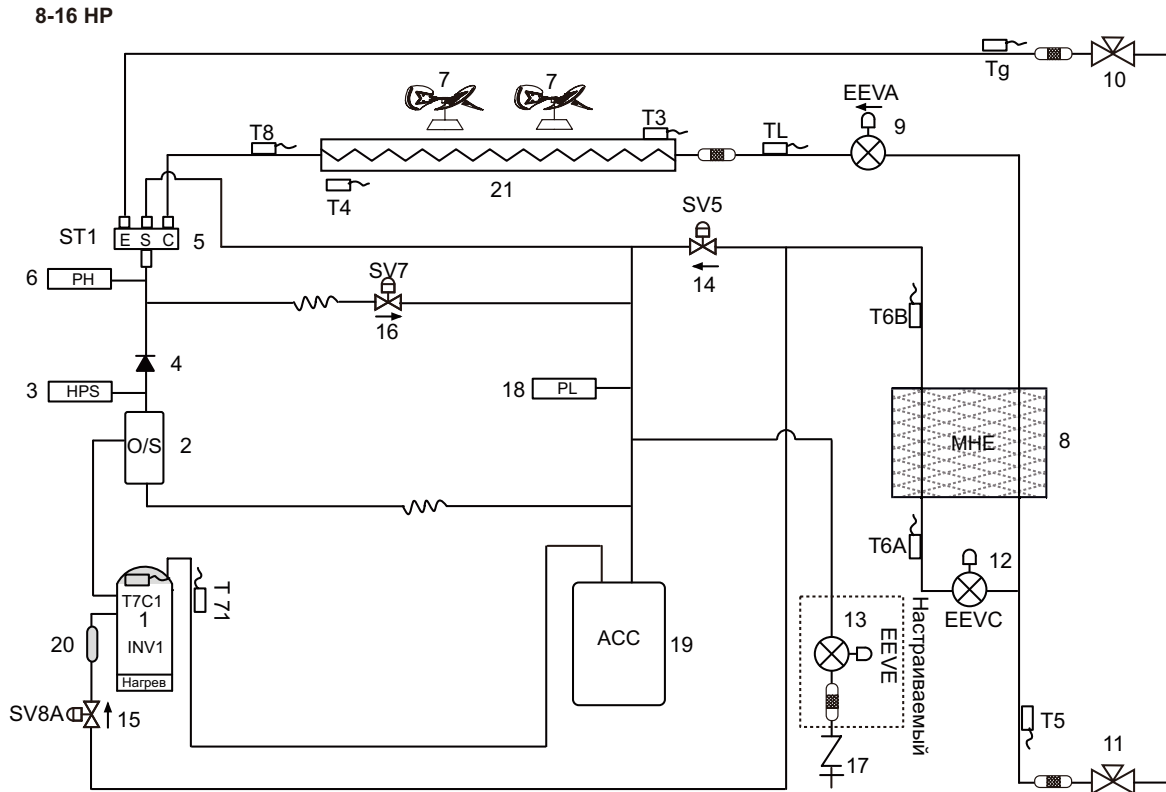 8-16 HP
7
7
Tg
10
EEVA
9
T8
T3
TL
21
T4
ST1
E S C
5
SV5
14
6
PH
SV7
16
T6B
4
3
HPS
18
PL
O/S
2
MHE
8
T6A
12
EEVC
T7C1
1
INV1
Нагрев
T 71
20
SV8A
15
ACC
19
13
EEVE
Настраиваемый
17
T5
11